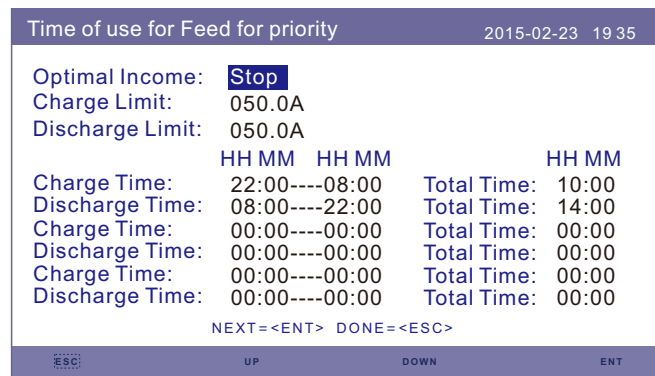 Time of use for Feed for priority 2015-02-23 19 35
Optimal Income: Stop
Charge Limit: 050.0A
Discharge Limit: 050.0A
HH MM HH MM HH MM
Charge Time: 22:00----08:00 Total Time: 10:00
Discharge Time: 08:00----22:00 Total Time: 14:00
Charge Time: 00:00----00:00 Total Time: 00:00
Discharge Time: 00:00----00:00 Total Time: 00:00
Charge Time: 00:00----00:00 Total Time: 00:00
Discharge Time: 00:00----00:00 Total Time: 00:00
NEXT=<ENT> DONE=<ESC>
ESC UP DOWN ENT